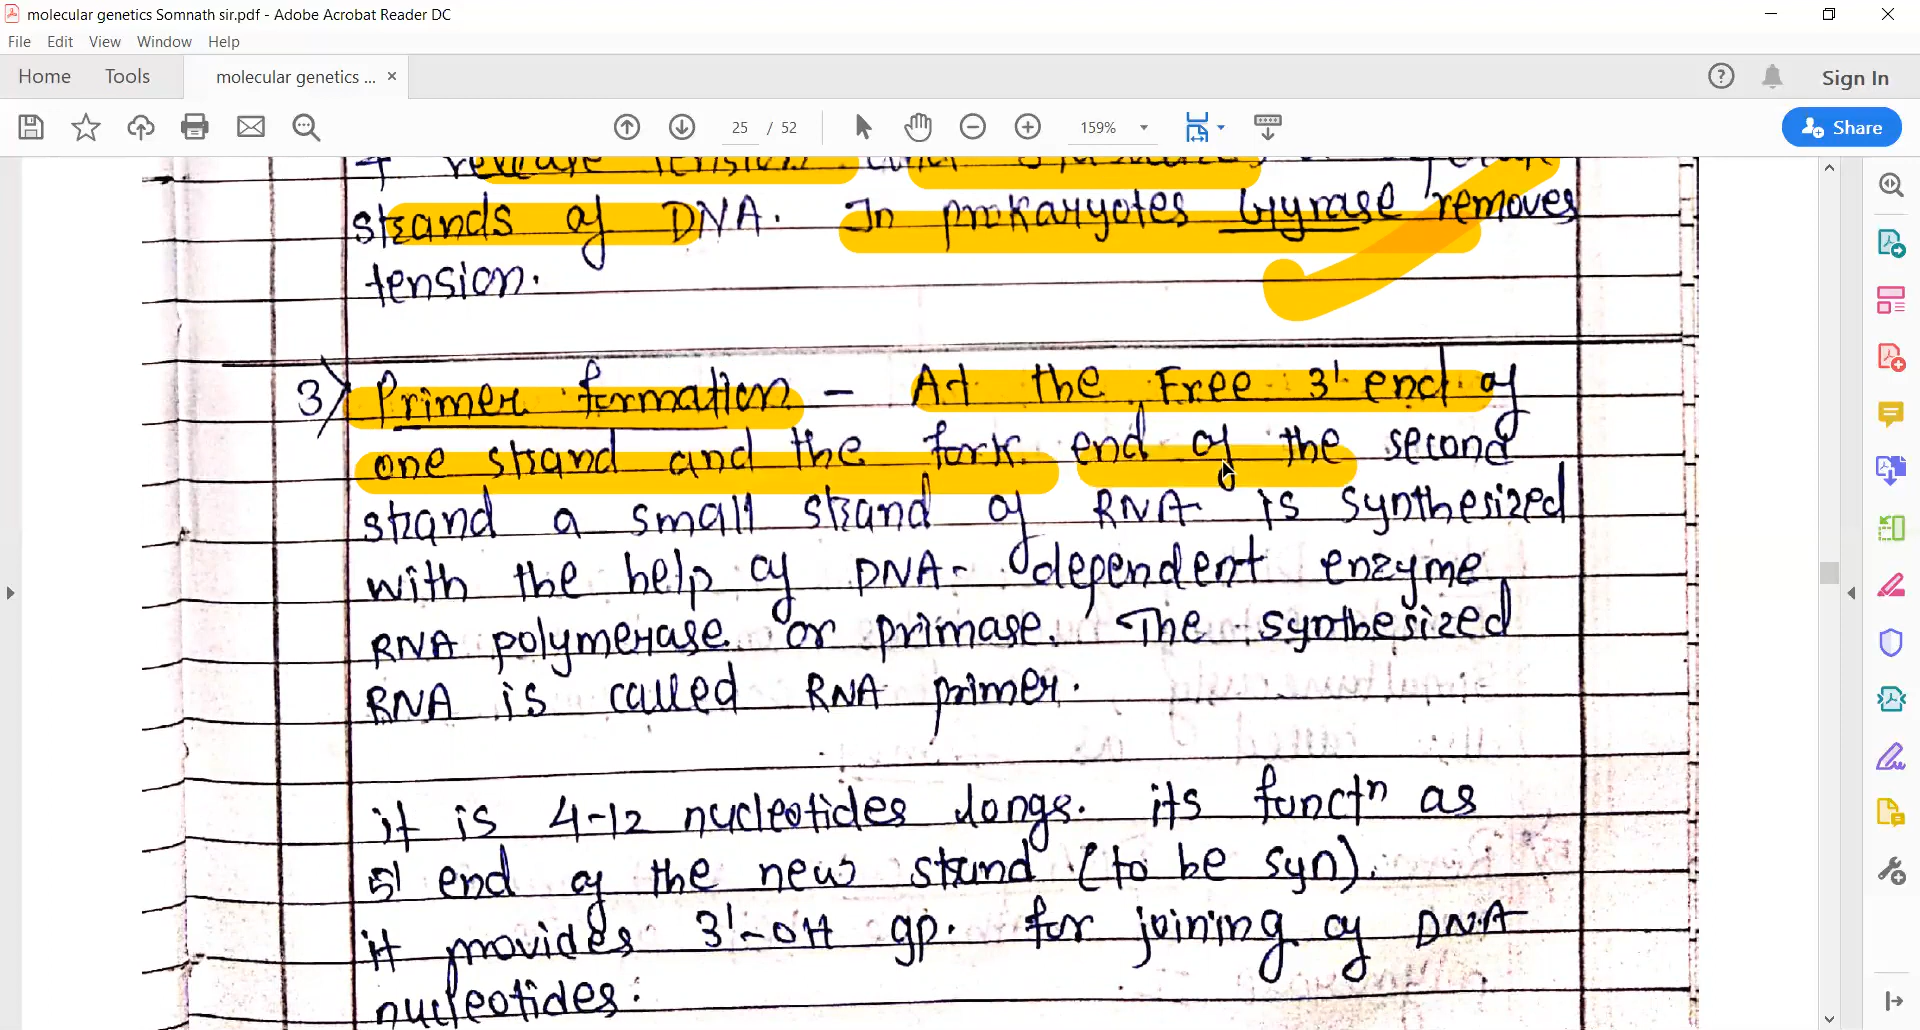 molecular genetics Somnath sir.pdf - Adobe Acrobat Reader DC
File Edit View Window Help
Home Tools molecular genetics ... ×
Sign In
25 / 52 159% Share
release tension and
strands of DNA. In prokaryotes Gyrase removes
tension.
3) Primer formation - At the Free 3' end of
one strand and the fork end of the second
strand a small strand of RNA is synthesized
with the help of DNA- dependent enzyme
RNA polymerase or primase. The synthesized
RNA is called RNA primer.
it is 4-12 nucleotides longs. its functn as
5' end of the new strand (to be syn).
it provides 3'-OH gp. for joining of DNA
nucleotides.